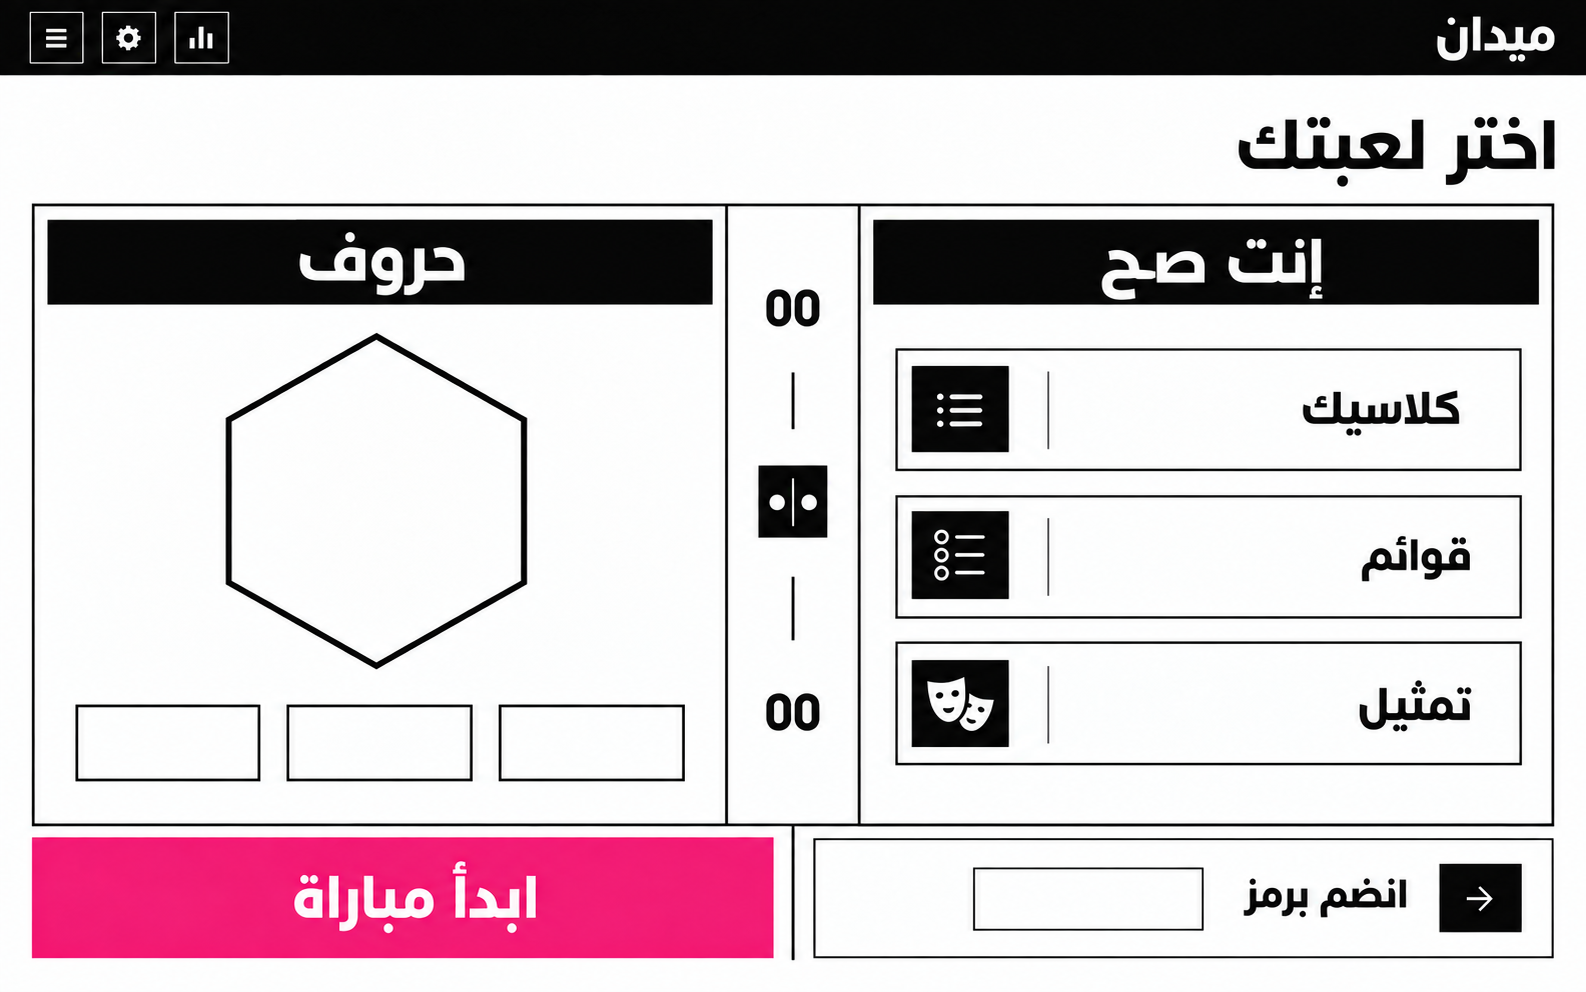 ميدان
اختر لعبتك
إنت صح
كلاسيك
قوائم
تمثيل
00
00
حروف
انضم برمز
ابدأ مباراة